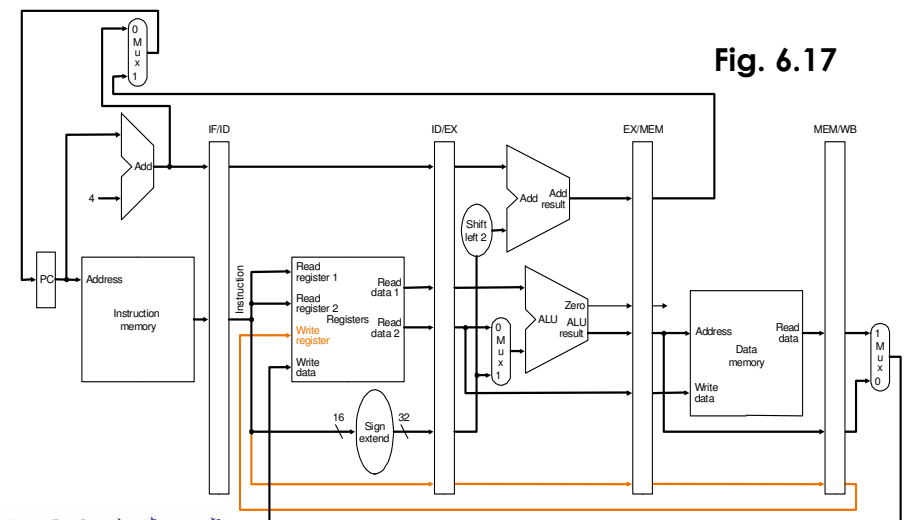 Fig. 6.17
0
M
u
x
1
IF/ID
ID/EX
EX/MEM
MEM/WB
Add
4
Add
Add
result
Shift
left 2
PC
Address
Instruction
memory
Instruction
Read
register 1
Read
register 2
Write
register
Write
data
Registers
Read
data 1
Read
data 2
0
M
u
x
1
ALU
Zero
ALU
result
Address
Write
data
Data
memory
Read
data
1
M
u
x
0
16
Sign
extend
32